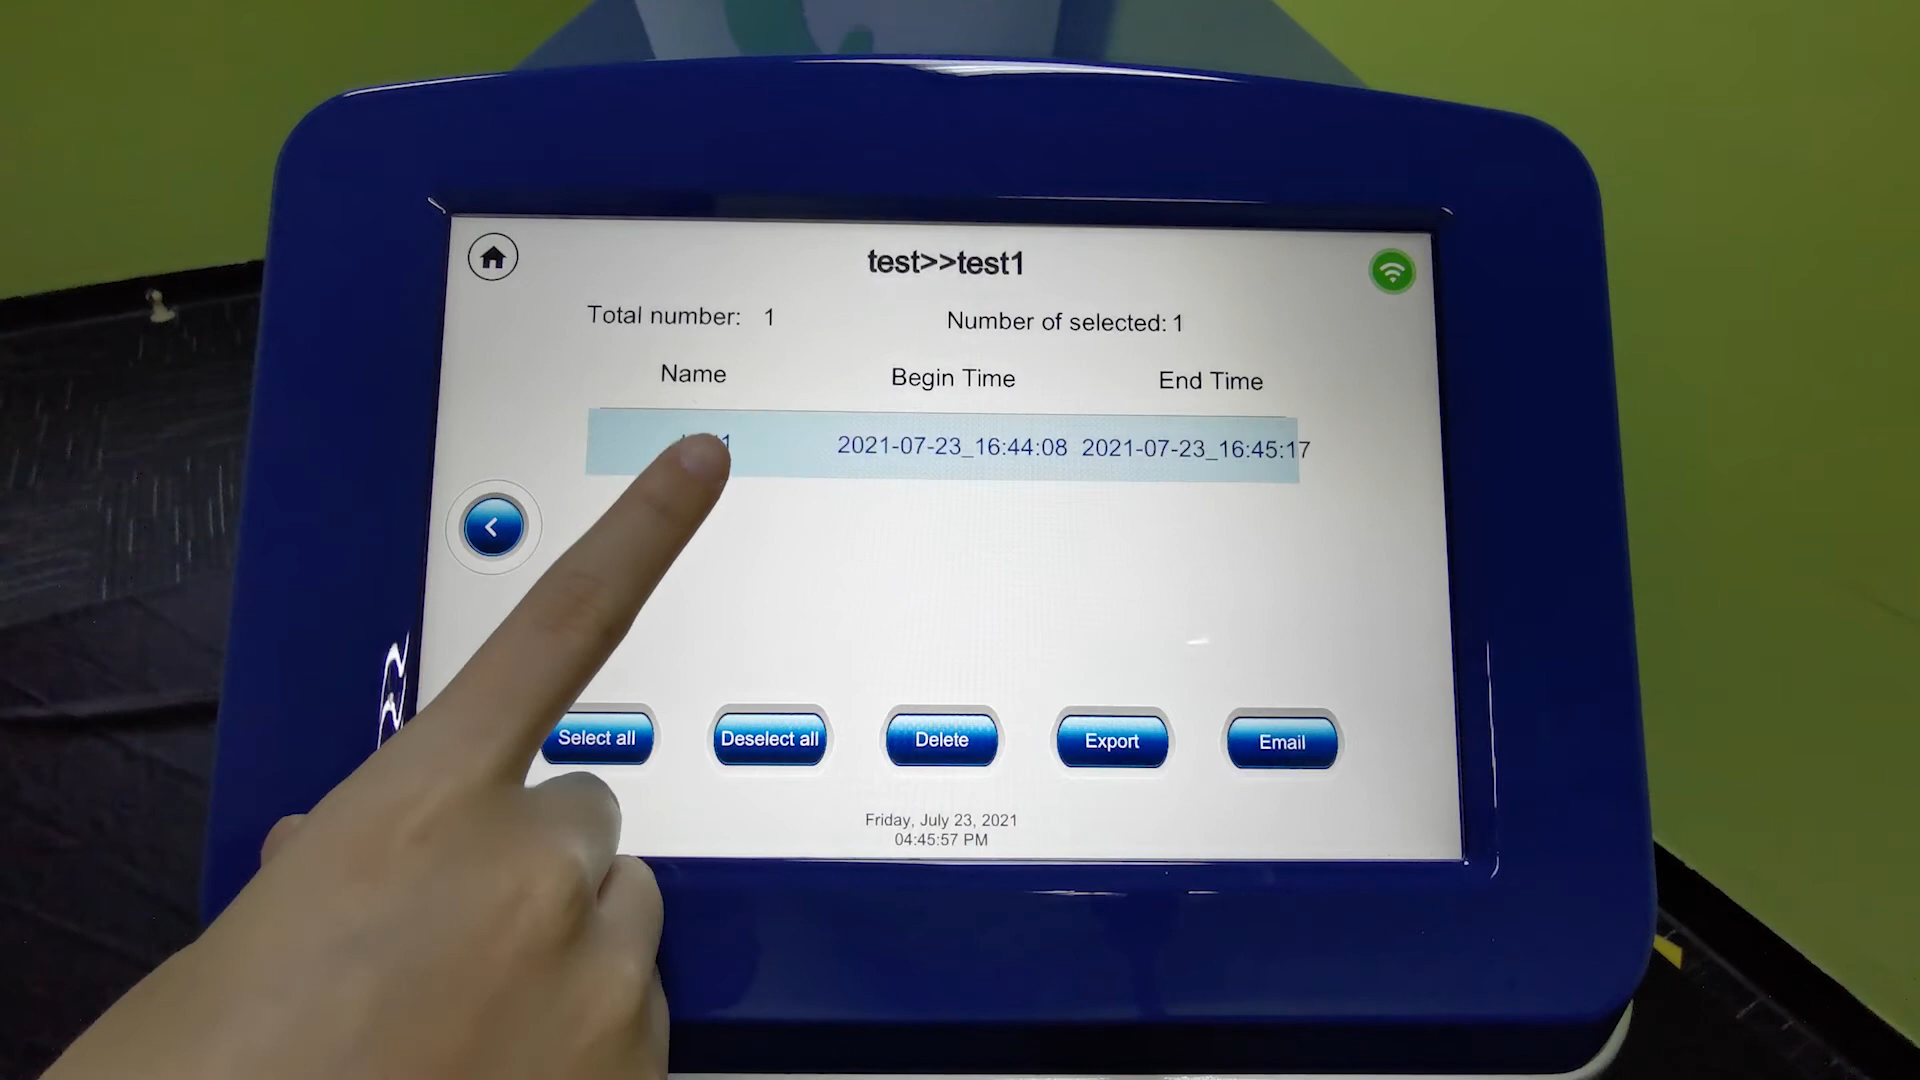 test>>test1
Total number: 1
Number of selected: 1
Name
Begin Time
End Time
2021-07-23_16:44:08
2021-07-23_16:45:17
Select all
Deselect all
Delete
Export
Email
Friday, July 23, 2021
04:45:57 PM